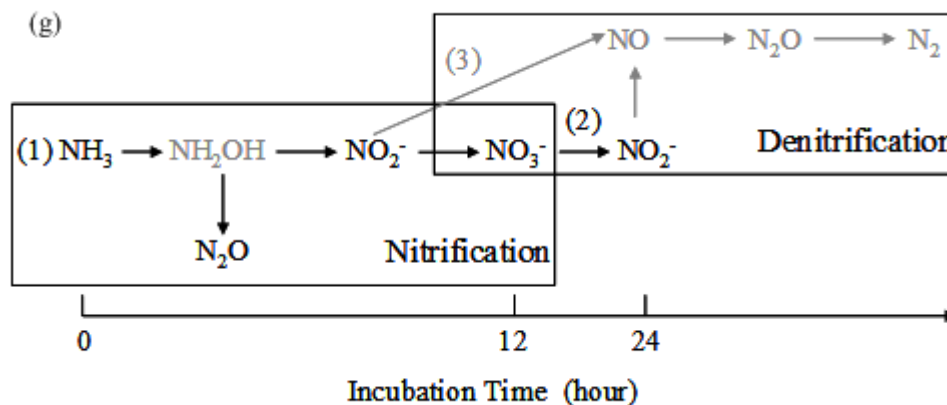 (g)
NO → N₂O → N₂
(3)
(1) NH₃ → NH₂OH → NO₂⁻ → NO₃⁻ → NO₂⁻
(2)
Denitrification
N₂O
Nitrification
0 12 24
Incubation Time (hour)